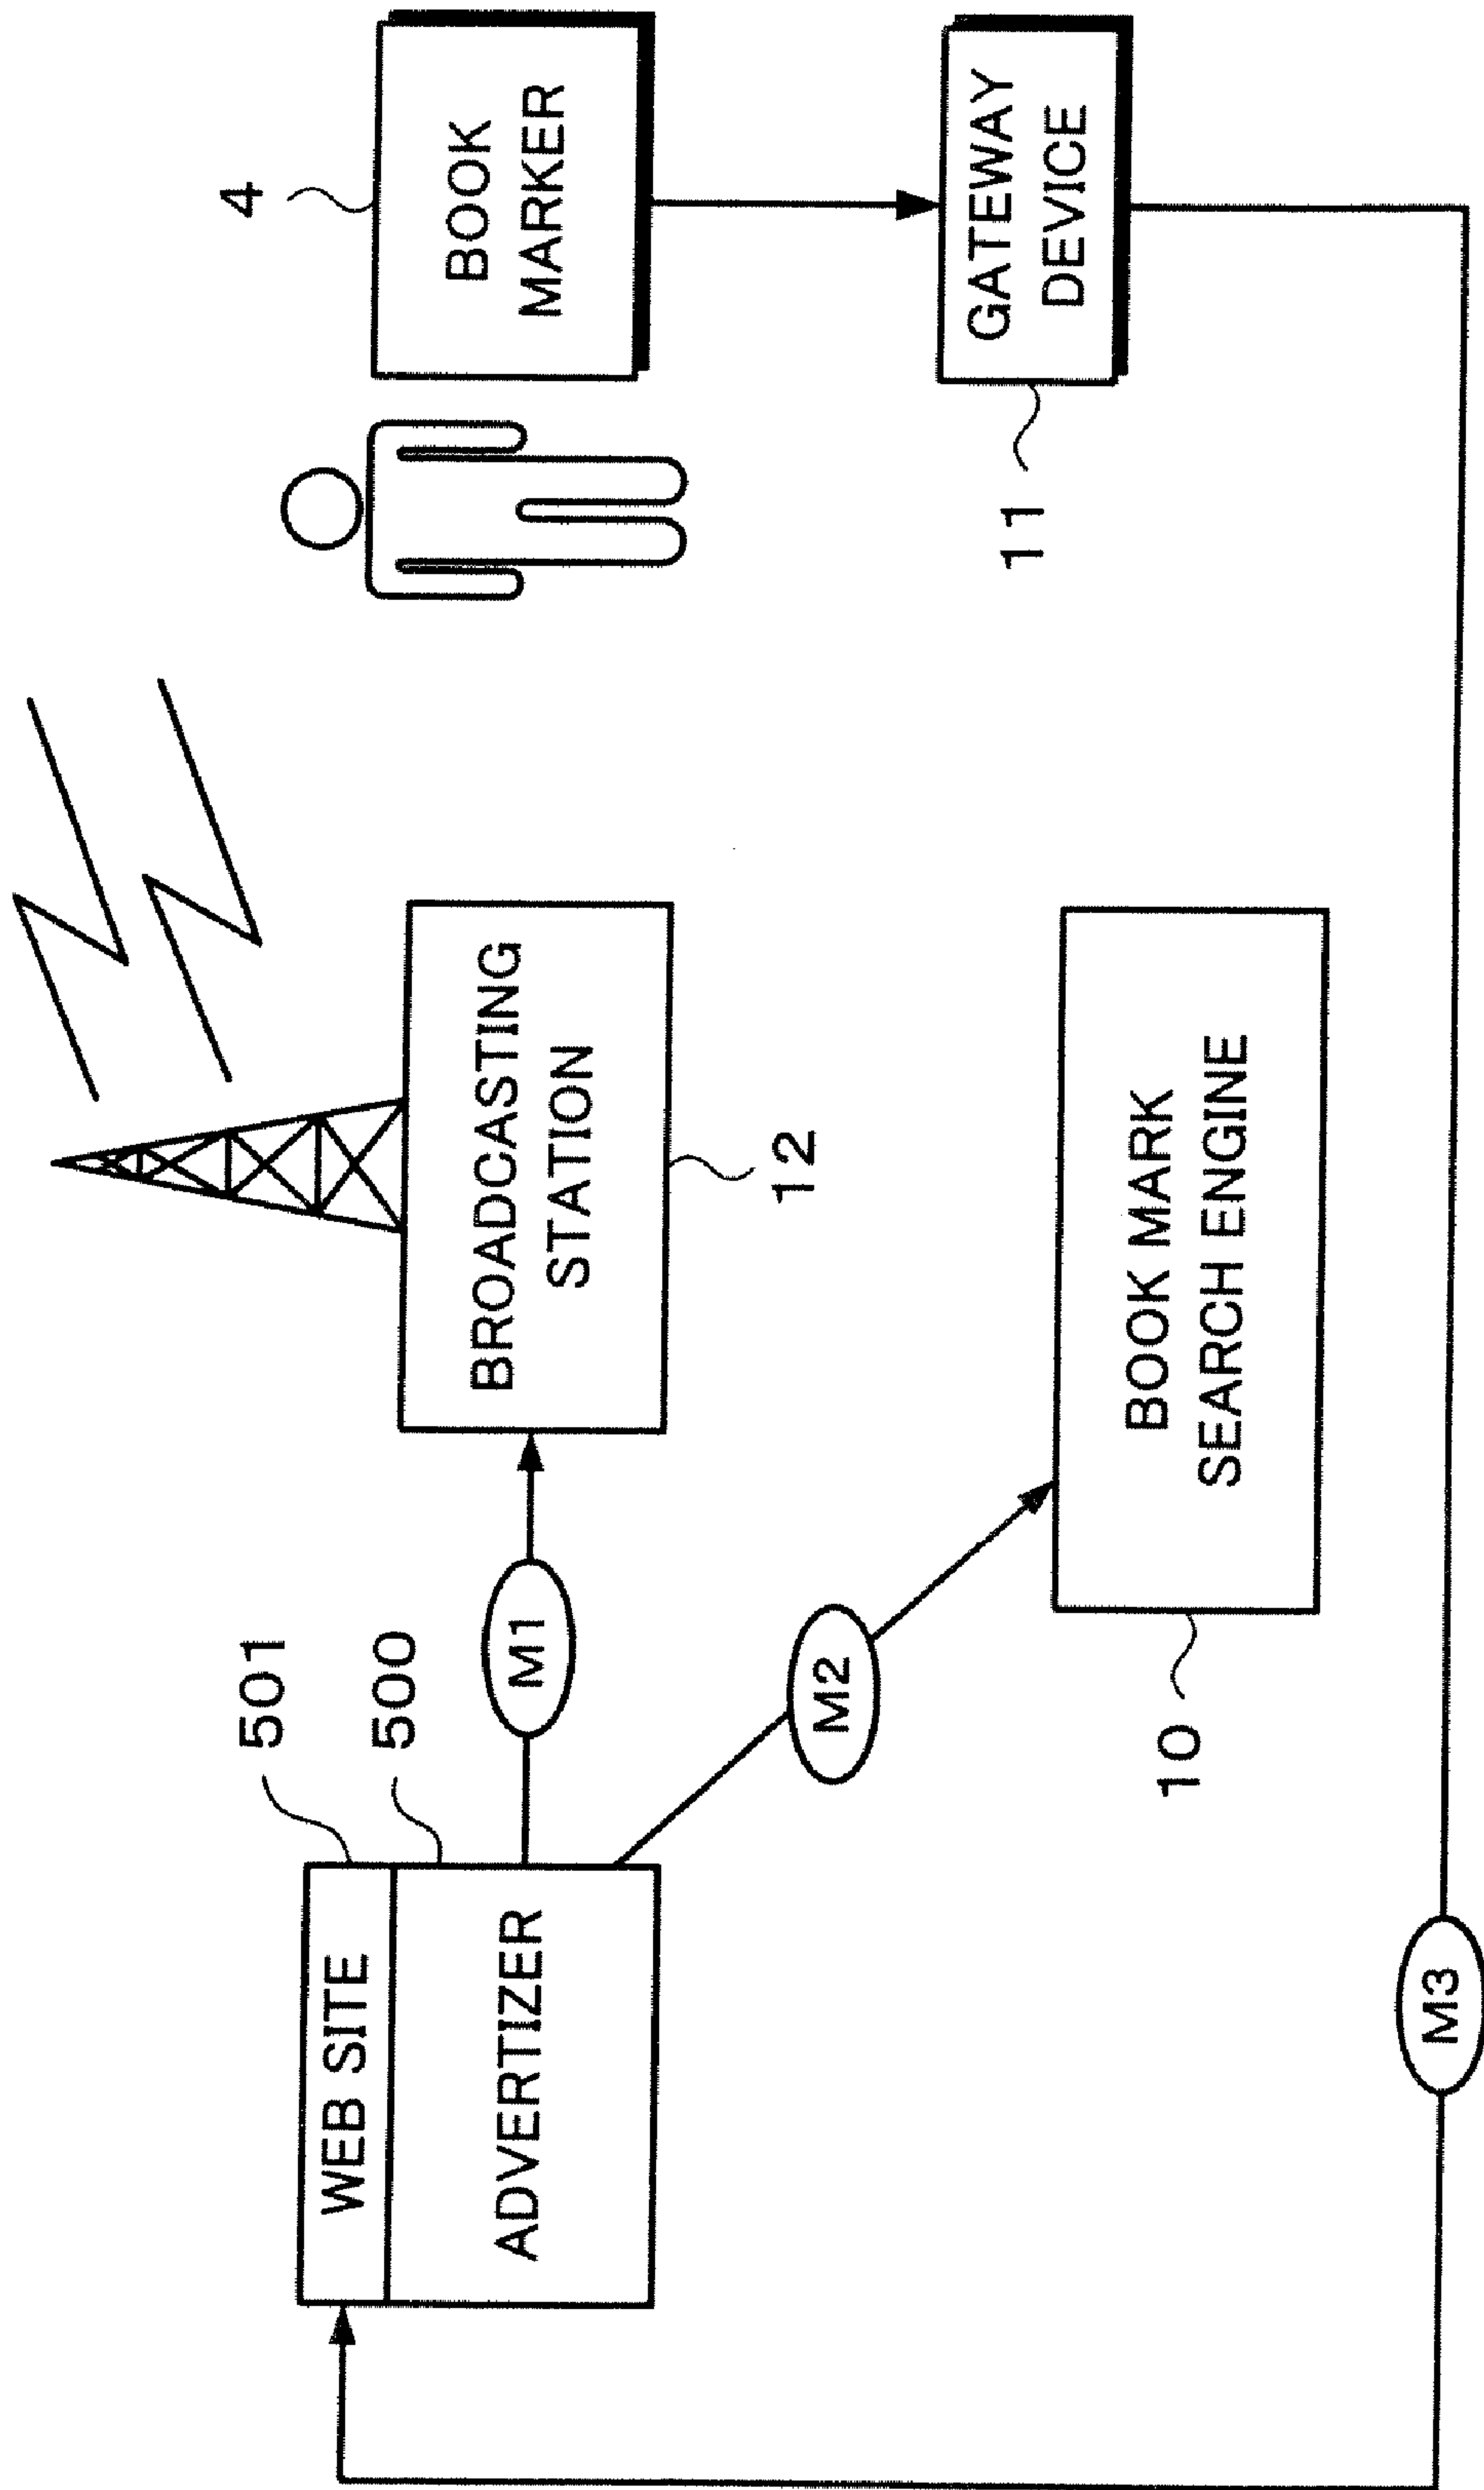 501
WEB SITE
500
ADVERTIZER
M1
BROADCASTING
STATION
12
4
BOOK
MARKER
M2
10
BOOK MARK
SEARCH ENGINE
11
GATEWAY
DEVICE
M3